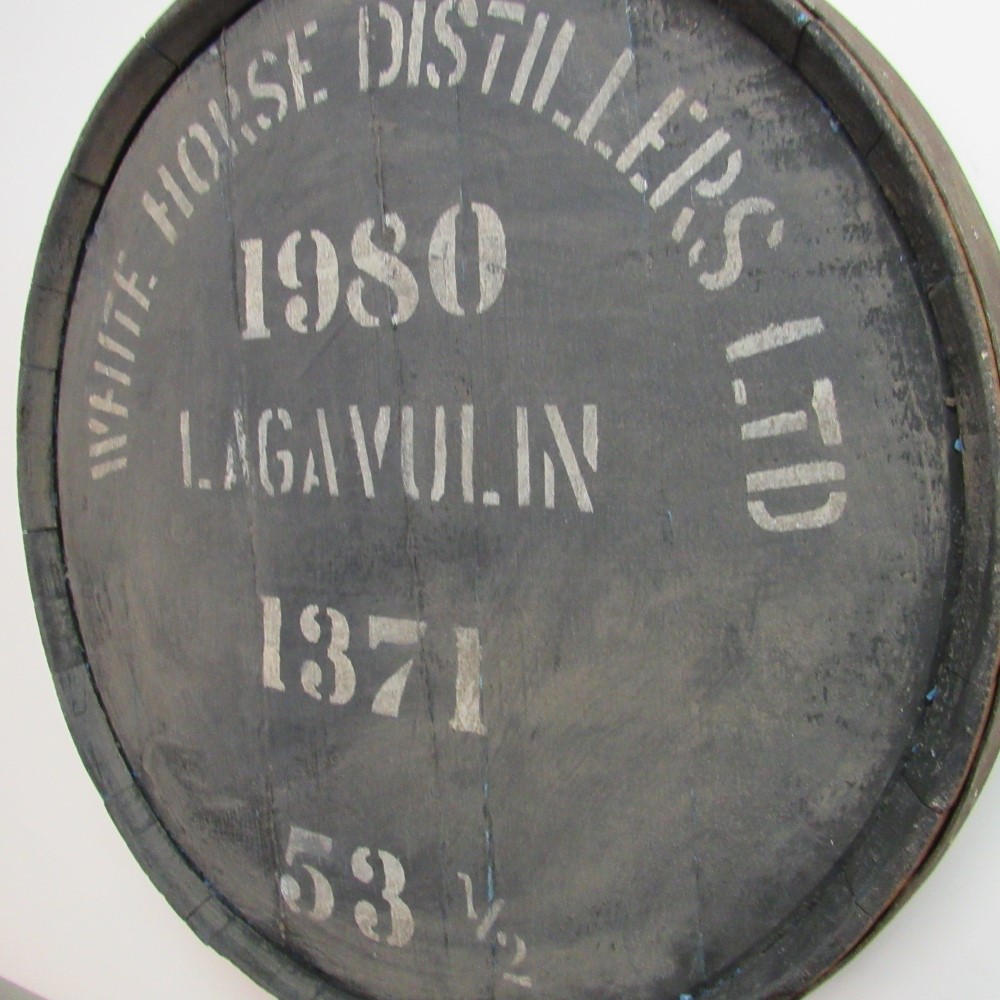 WHITE HORSE DISTILLERS LTD
1980
LAGAVULIN
1371
53 1/2